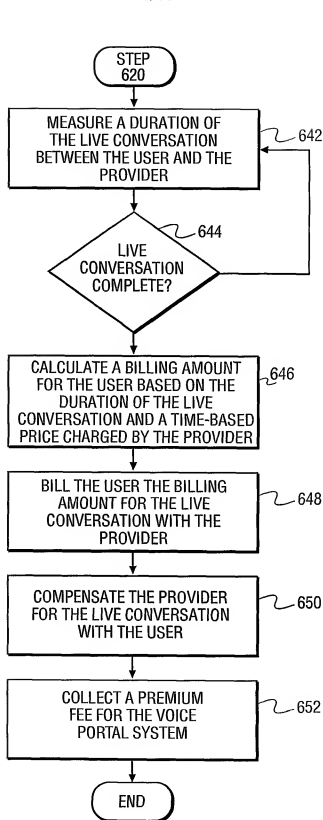 STEP
620
MEASURE A DURATION OF
THE LIVE CONVERSATION
BETWEEN THE USER AND THE
PROVIDER
642
644
LIVE
CONVERSATION
COMPLETE?
CALCULATE A BILLING AMOUNT
FOR THE USER BASED ON THE
DURATION OF THE LIVE
CONVERSATION AND A TIME-BASED
PRICE CHARGED BY THE PROVIDER
646
BILL THE USER THE BILLING
AMOUNT FOR THE LIVE
CONVERSATION WITH THE
PROVIDER
648
COMPENSATE THE PROVIDER
FOR THE LIVE CONVERSATION
WITH THE USER
650
COLLECT A PREMIUM
FEE FOR THE VOICE
PORTAL SYSTEM
652
END